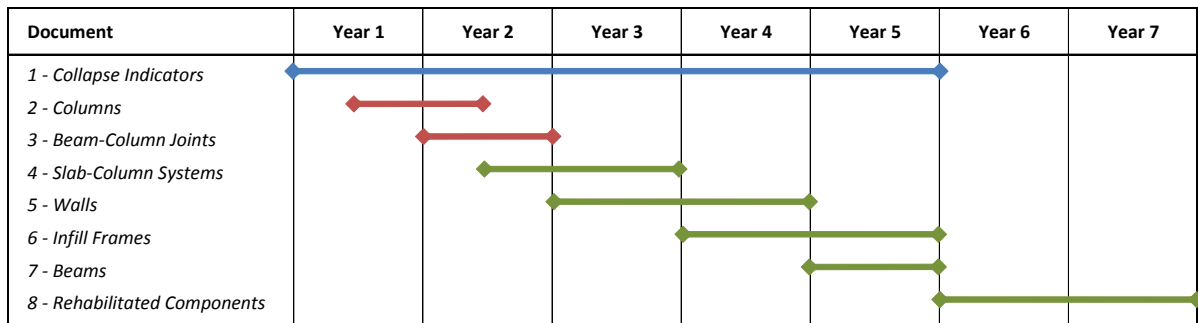 Document Year 1 Year 2 Year 3 Year 4 Year 5 Year 6 Year 7
1 - Collapse Indicators
2 - Columns
3 - Beam-Column Joints
4 - Slab-Column Systems
5 - Walls
6 - Infill Frames
7 - Beams
8 - Rehabilitated Components